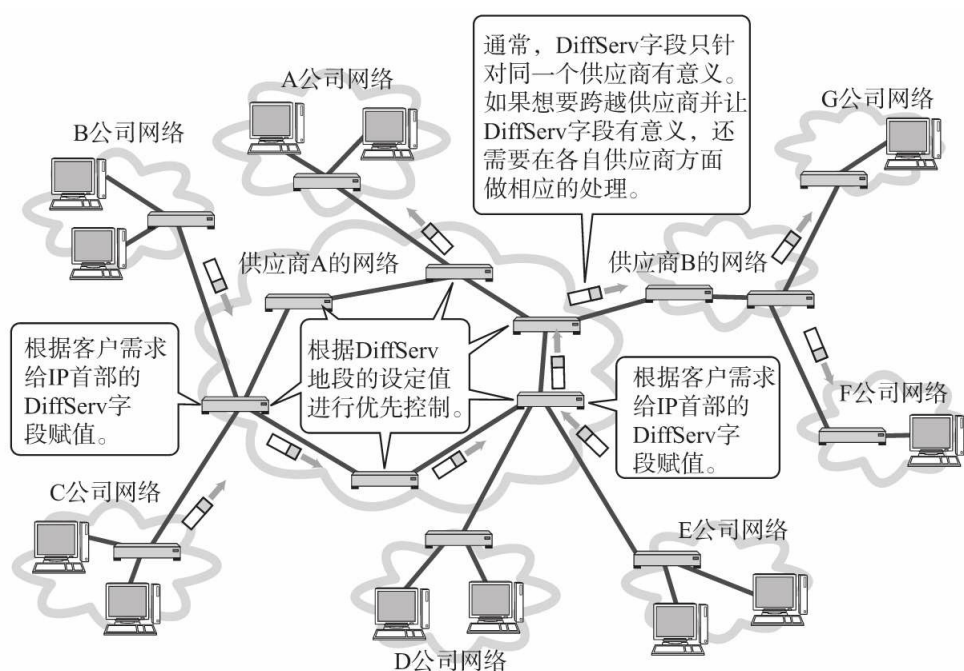 通常，DiffServ字段只针
对同一个供应商有意义。
如果想要跨越供应商并让
DiffServ字段有意义，还
需要在各自供应商方面
做相应的处理。
A公司网络
G公司网络
B公司网络
供应商A的网络
供应商B的网络
根据客户需求
给IP首部的
DiffServ字
段赋值。
根据DiffServ
地段的设定值
进行优先控制。
根据客户需求
给IP首部的
DiffServ字
段赋值。
F公司网络
C公司网络
E公司网络
D公司网络